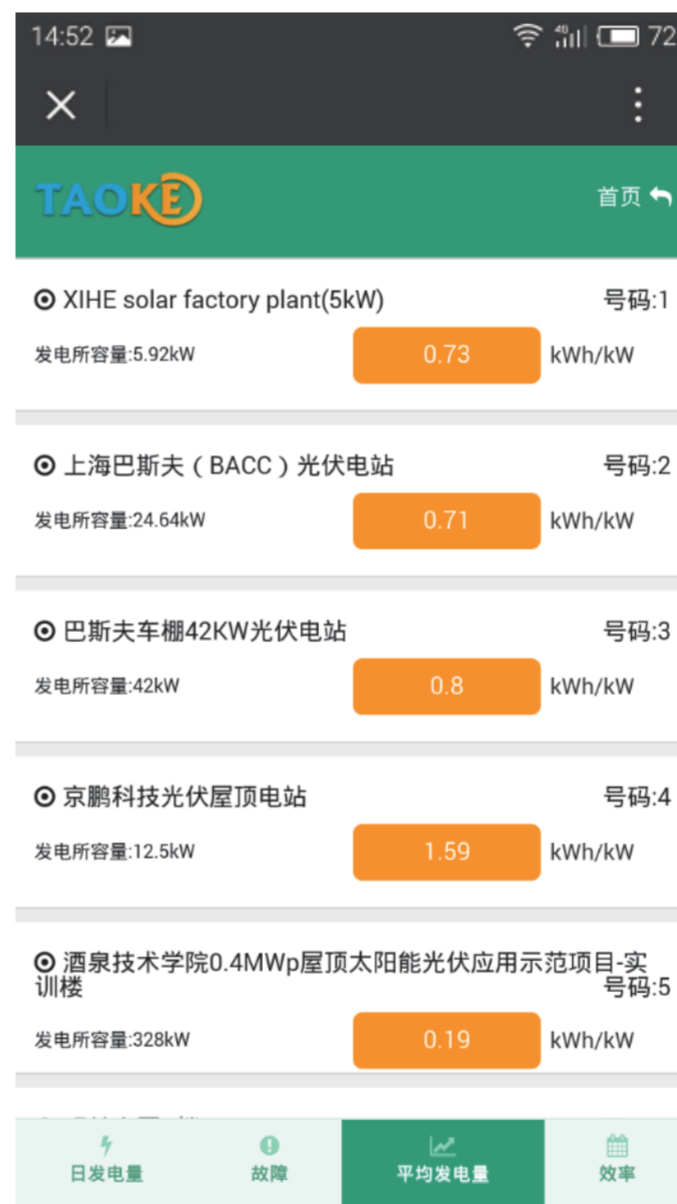 14:52
4G
72
TAOKE
首页
XIHE solar factory plant(5kW)
号码:1
发电所容量:5.92kW
0.73
kWh/kW
上海巴斯夫（BACC）光伏电站
号码:2
发电所容量:24.64kW
0.71
kWh/kW
巴斯夫车棚42KW光伏电站
号码:3
发电所容量:42kW
0.8
kWh/kW
京鹏科技光伏屋顶电站
号码:4
发电所容量:12.5kW
1.59
kWh/kW
酒泉技术学院0.4MWp屋顶太阳能光伏应用示范项目-实
训楼
号码:5
发电所容量:328kW
0.19
kWh/kW
日发电量
故障
平均发电量
效率